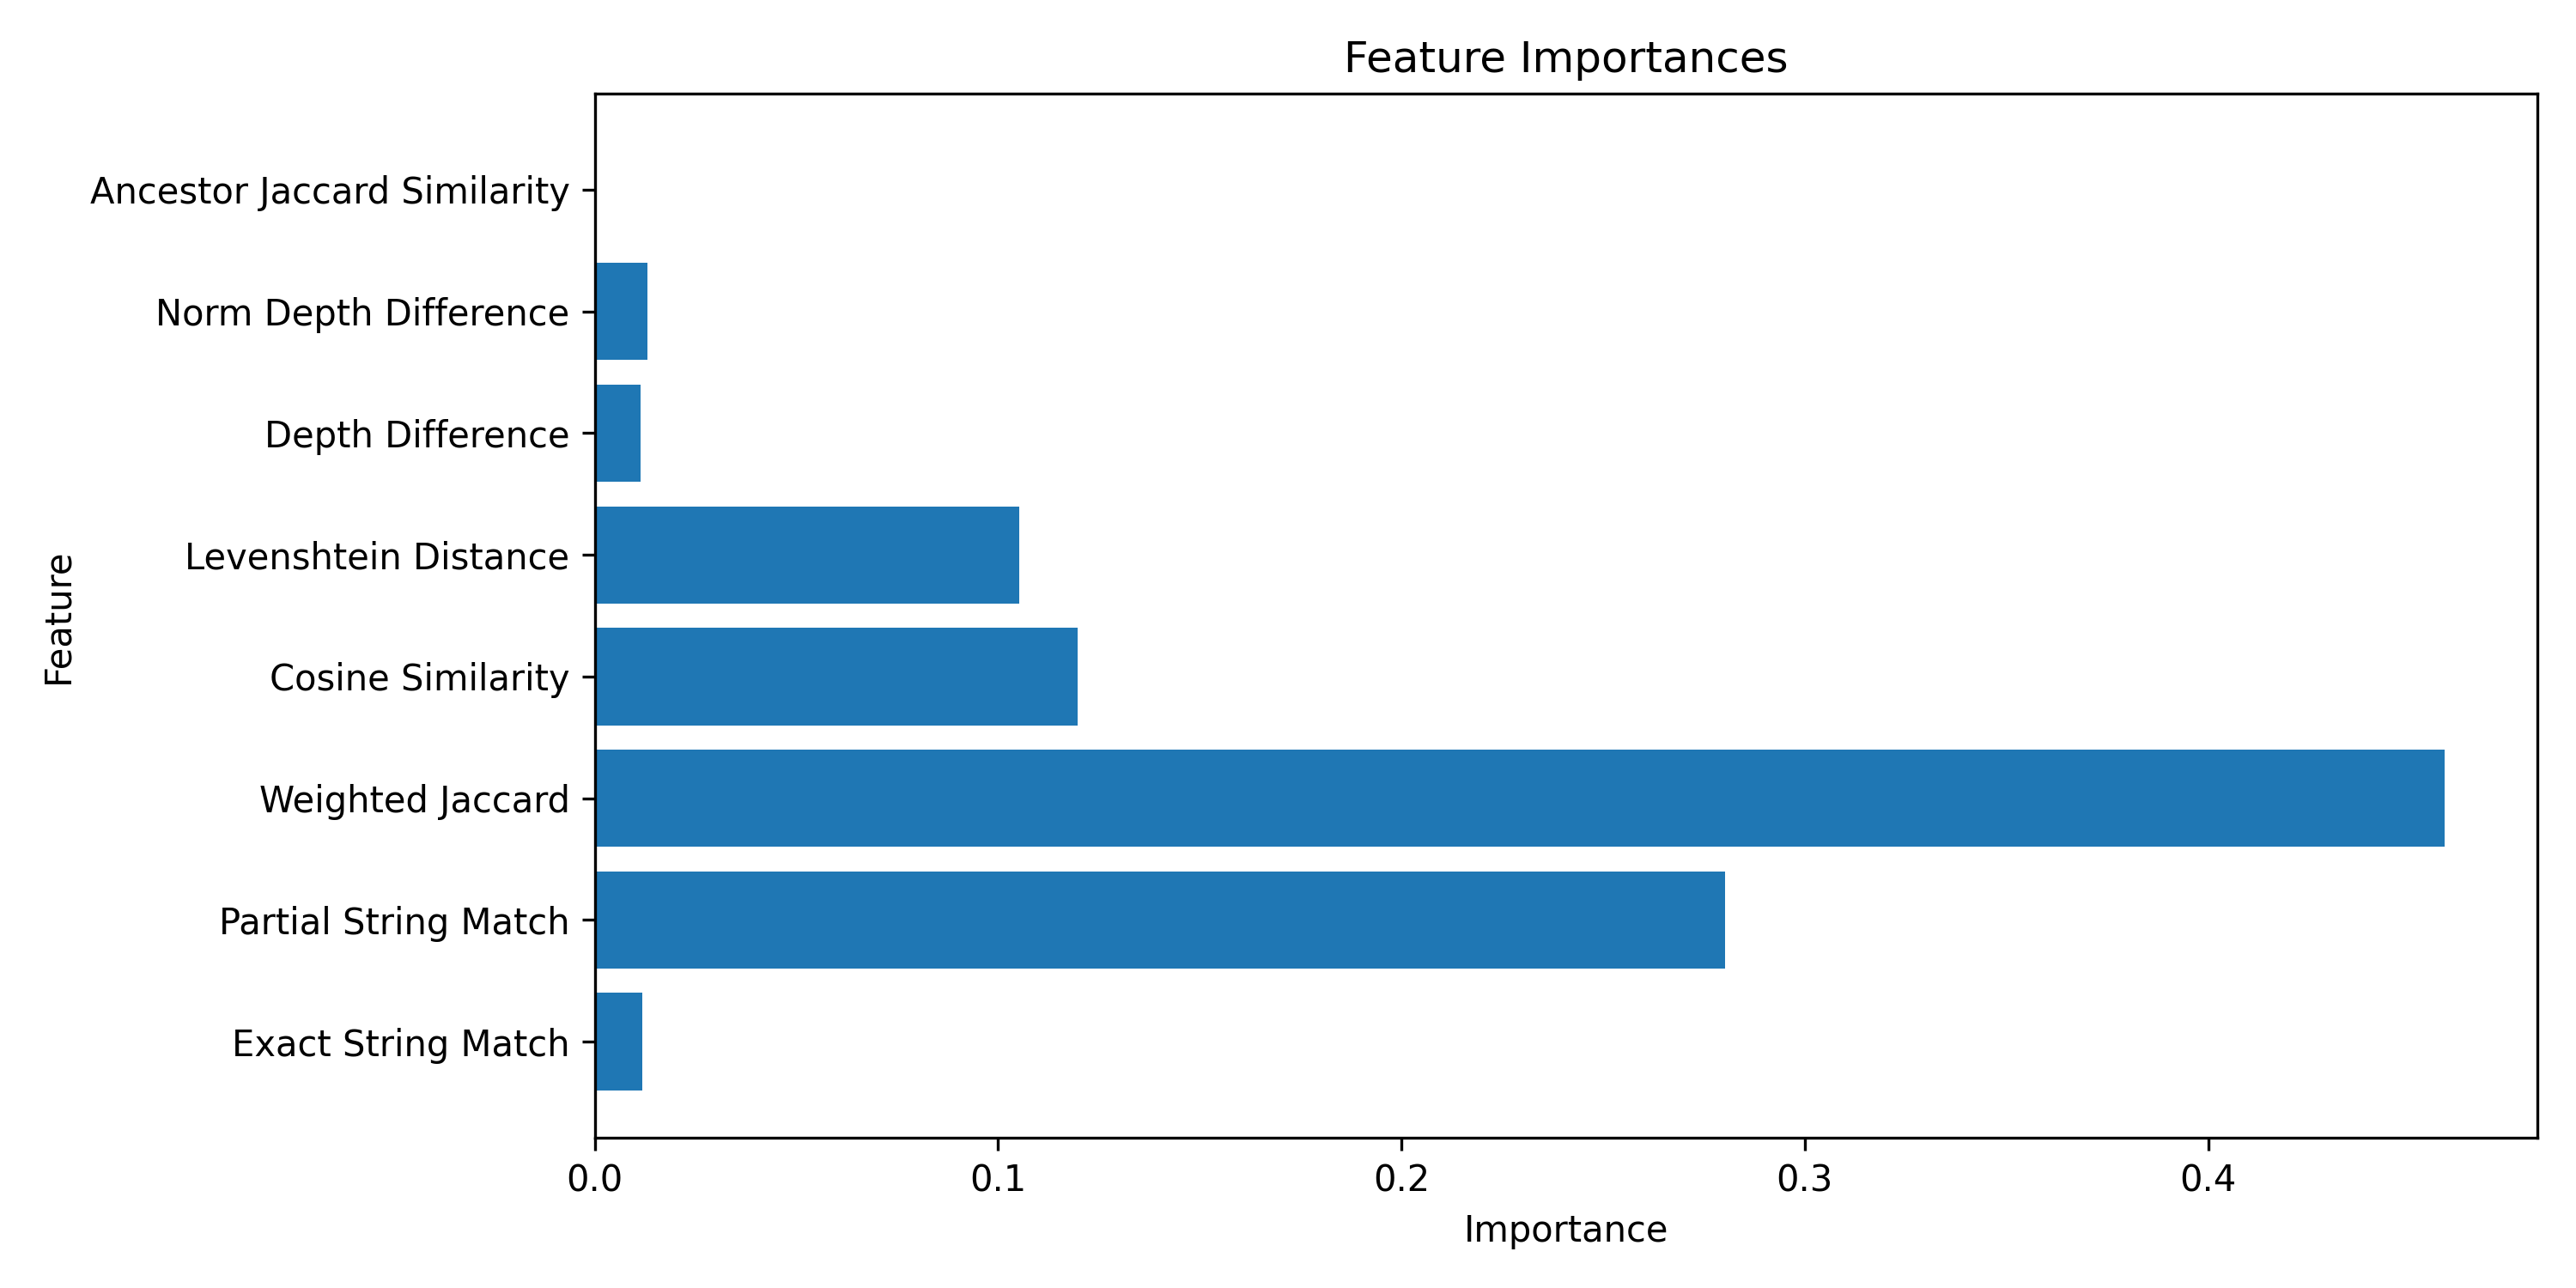 Feature Importances
Ancestor Jaccard Similarity
Norm Depth Difference
Depth Difference
Levenshtein Distance
Cosine Similarity
Weighted Jaccard
Partial String Match
Exact String Match
Feature
0.0 0.1 0.2 0.3 0.4
Importance